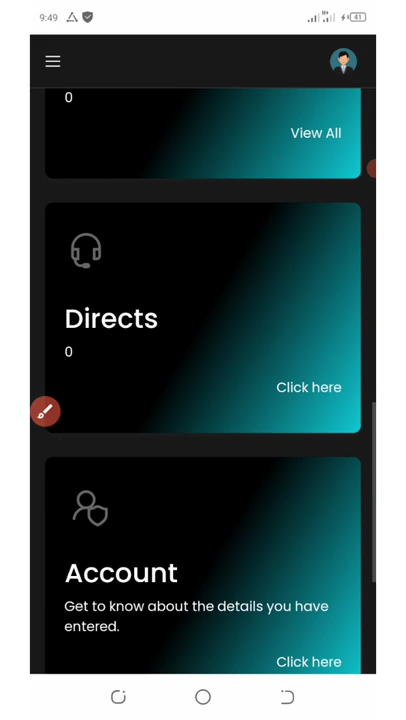 9:49
41
0
View All
Directs
0
Click here
Account
Get to know about the details you have
entered.
Click here